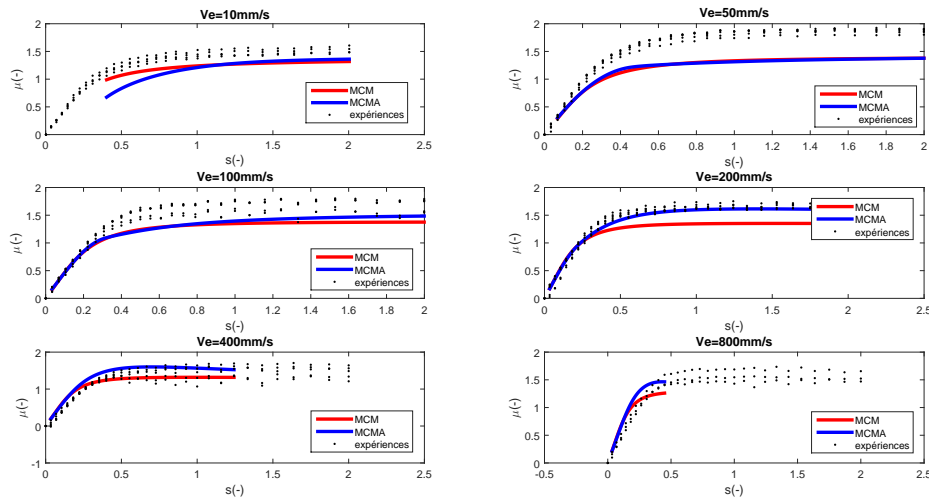 Ve=10mm/s
2
1.5
1
0.5
0
μ(-)
0 0.5 1 1.5 2 2.5
s(-)
MCM
MCMA
expériences
Ve=50mm/s
2
1.5
1
0.5
0
μ(-)
0 0.2 0.4 0.6 0.8 1 1.2 1.4 1.6 1.8 2
s(-)
MCM
MCMA
expériences
Ve=100mm/s
2
1.5
1
0.5
0
μ(-)
0 0.2 0.4 0.6 0.8 1 1.2 1.4 1.6 1.8 2
s(-)
MCM
MCMA
expériences
Ve=200mm/s
2
1.5
1
0.5
0
μ(-)
0 0.5 1 1.5 2 2.5
s(-)
MCM
MCMA
expériences
Ve=400mm/s
2
1
0
-1
μ(-)
0 0.5 1 1.5 2 2.5
s(-)
MCM
MCMA
expériences
Ve=800mm/s
2
1.5
1
0.5
0
μ(-)
-0.5 0 0.5 1 1.5 2 2.5
s(-)
MCM
MCMA
expériences